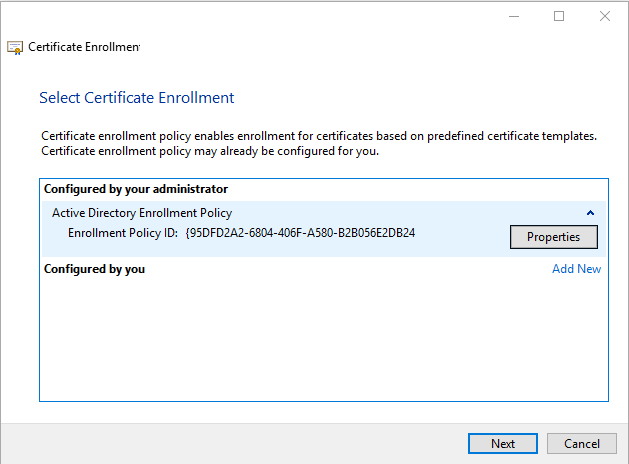 Certificate Enrollmen
Select Certificate Enrollment
Certificate enrollment policy enables enrollment for certificates based on predefined certificate templates.
Certificate enrollment policy may already be configured for you.
Configured by your administrator
Active Directory Enrollment Policy
Enrollment Policy ID: {95DFD2A2-6804-406F-A580-B2B056E2DB24
Properties
Configured by you
Add New
Next
Cancel